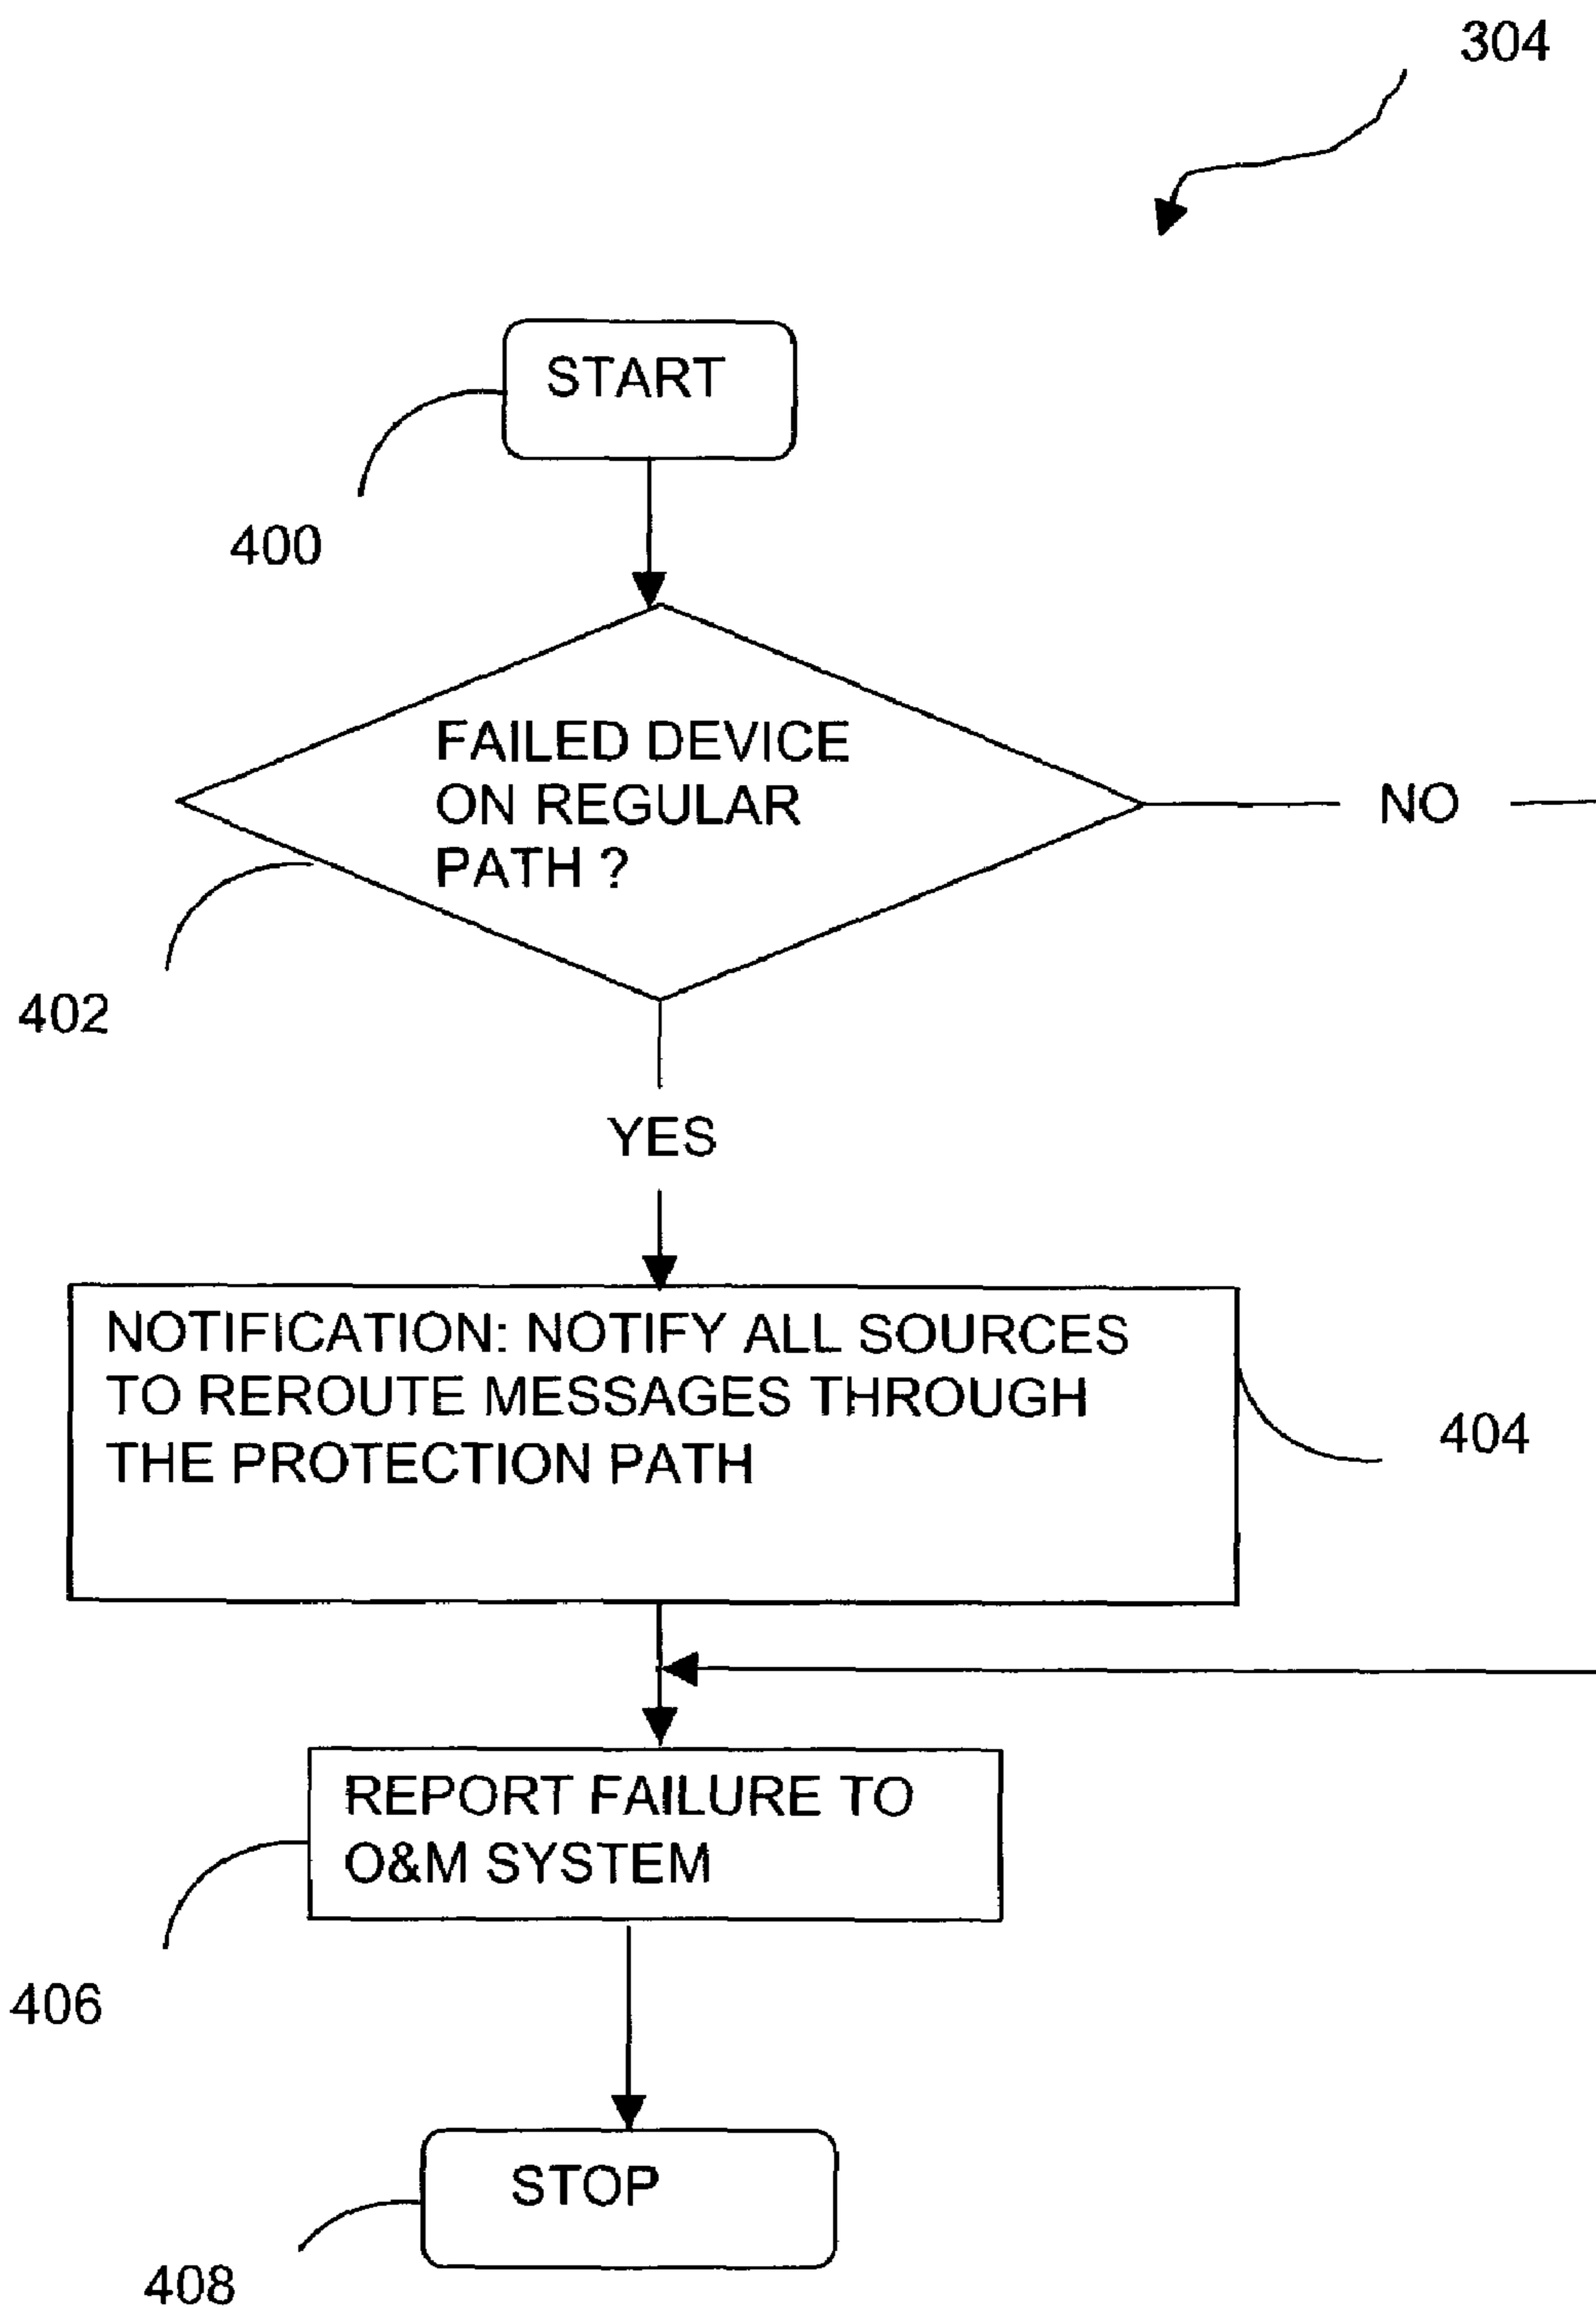 304
START
400
FAILED DEVICE
ON REGULAR
PATH ?
NO
402
YES
NOTIFICATION: NOTIFY ALL SOURCES
TO REROUTE MESSAGES THROUGH
THE PROTECTION PATH
404
REPORT FAILURE TO
O&M SYSTEM
406
STOP
408